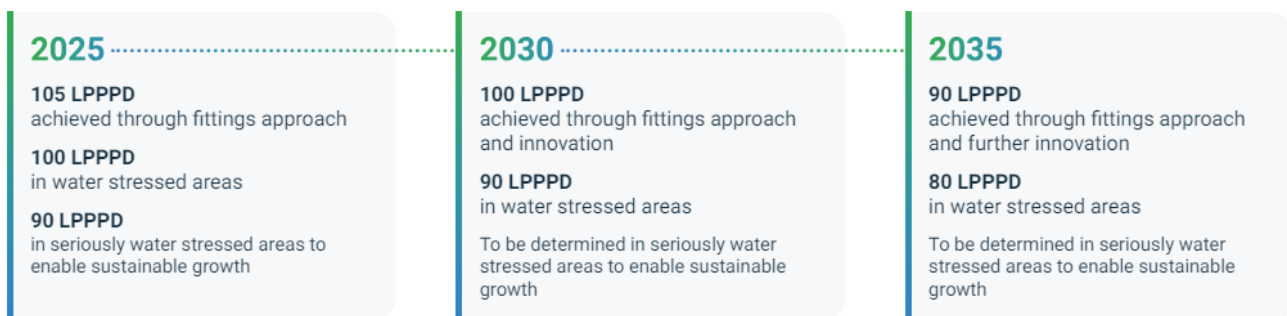 2025
105 LPPPD
achieved through fittings approach
100 LPPPD
in water stressed areas
90 LPPPD
in seriously water stressed areas to
enable sustainable growth
2030
100 LPPPD
achieved through fittings approach
and innovation
90 LPPPD
in water stressed areas
To be determined in seriously water
stressed areas to enable sustainable
growth
2035
90 LPPPD
achieved through fittings approach
and further innovation
80 LPPPD
in water stressed areas
To be determined in seriously water
stressed areas to enable sustainable
growth